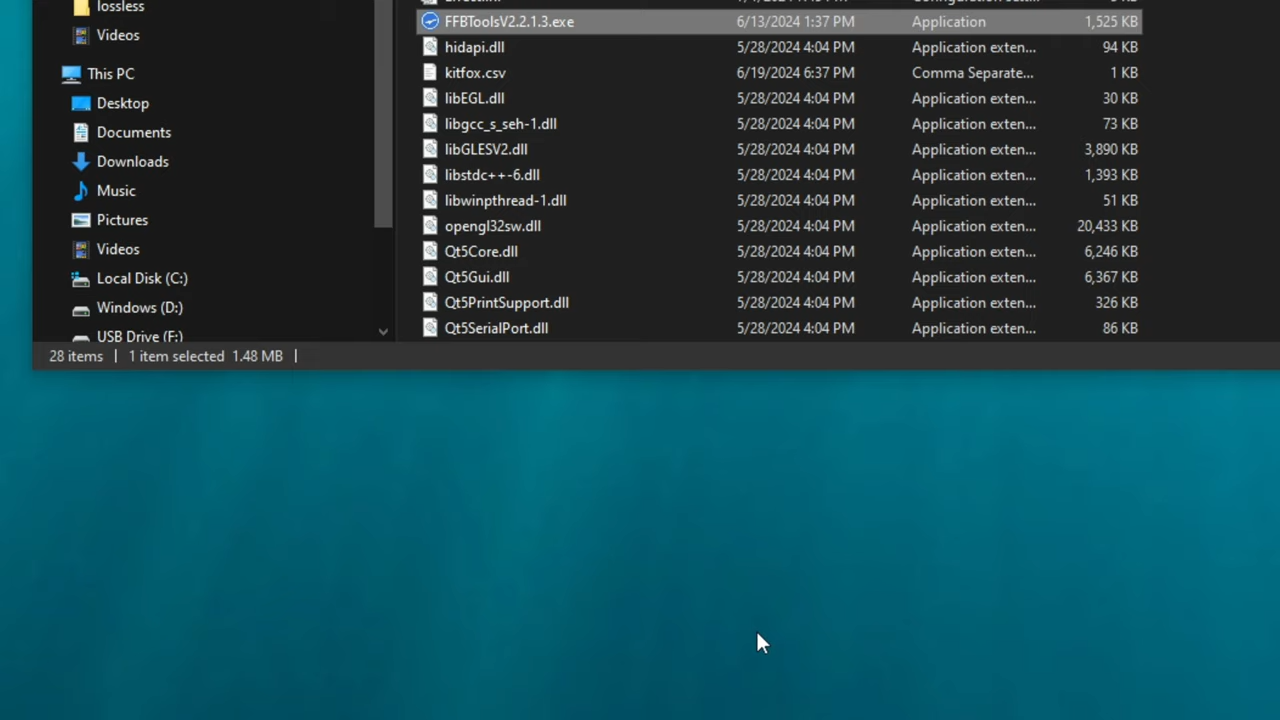 lossless
Videos
This PC
Desktop
Documents
Downloads
Music
Pictures
Videos
Local Disk (C:)
Windows (D:)
USB Drive (F:)
FFBToolsV2.2.1.3.exe 6/13/2024 1:37 PM Application 1,525 KB
hidapi.dll 5/28/2024 4:04 PM Application exten... 94 KB
kitfox.csv 6/19/2024 6:37 PM Comma Separate... 1 KB
libEGL.dll 5/28/2024 4:04 PM Application exten... 30 KB
libgcc_s_seh-1.dll 5/28/2024 4:04 PM Application exten... 73 KB
libGLESV2.dll 5/28/2024 4:04 PM Application exten... 3,890 KB
libstdc++-6.dll 5/28/2024 4:04 PM Application exten... 1,393 KB
libwinpthread-1.dll 5/28/2024 4:04 PM Application exten... 51 KB
opengl32sw.dll 5/28/2024 4:04 PM Application exten... 20,433 KB
Qt5Core.dll 5/28/2024 4:04 PM Application exten... 6,246 KB
Qt5Gui.dll 5/28/2024 4:04 PM Application exten... 6,367 KB
Qt5PrintSupport.dll 5/28/2024 4:04 PM Application exten... 326 KB
Qt5SerialPort.dll 5/28/2024 4:04 PM Application exten... 86 KB
28 items | 1 item selected 1.48 MB |